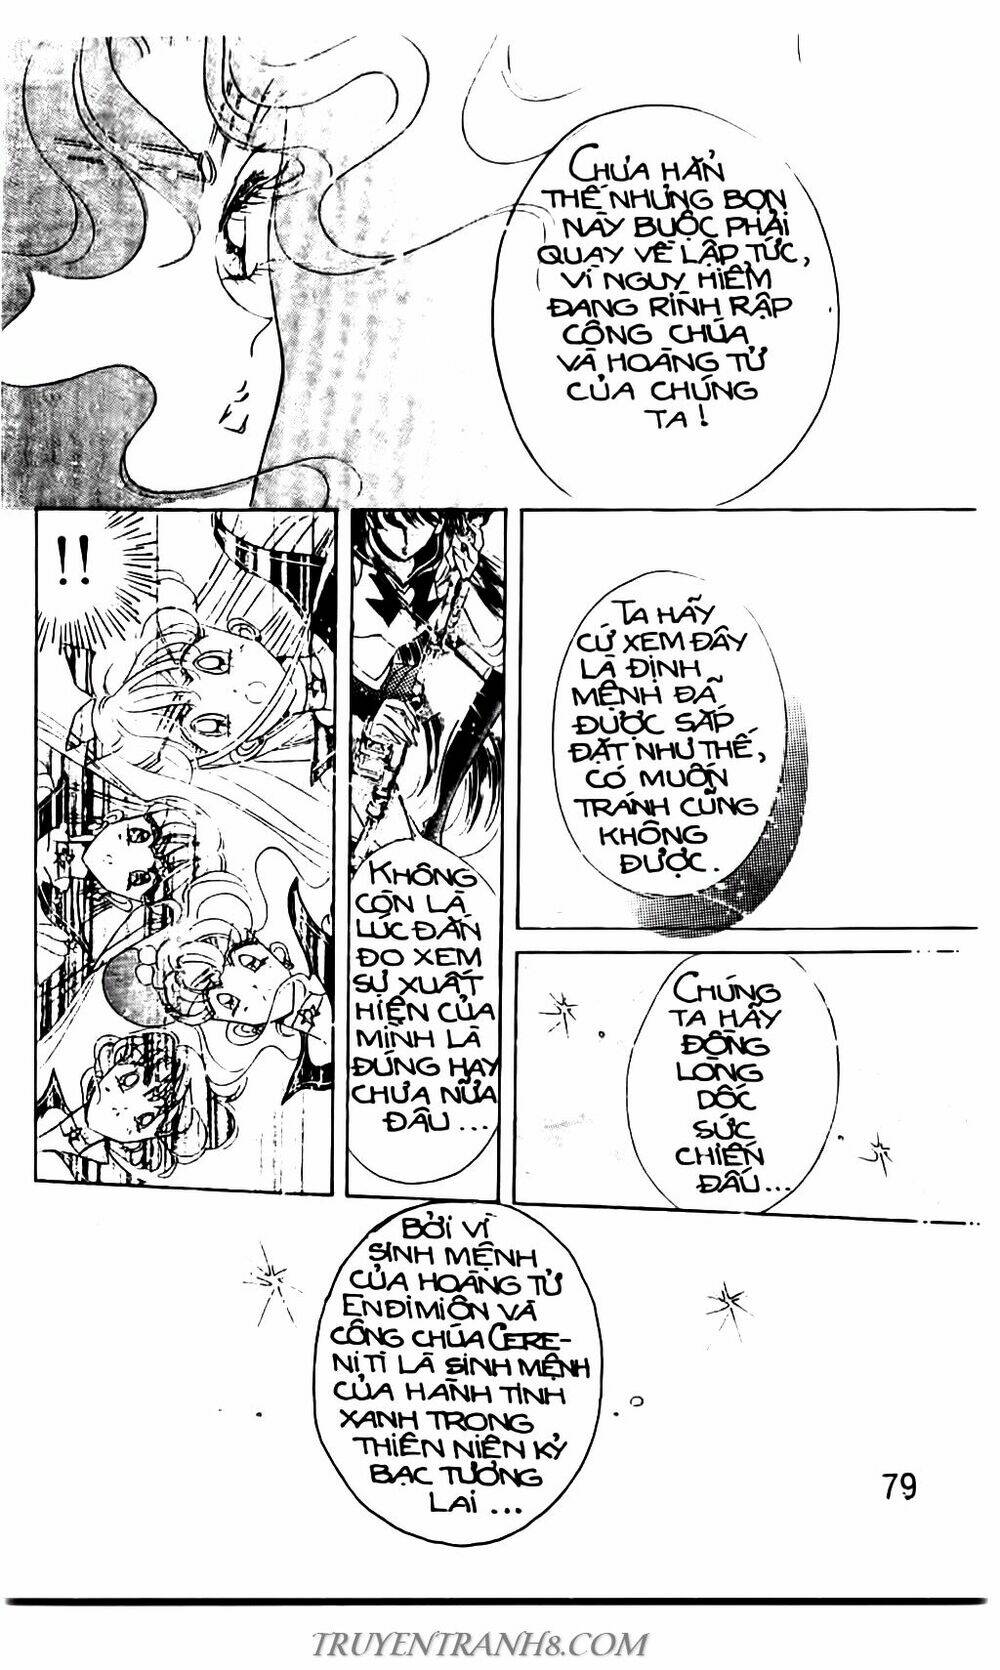 CHƯA HẲN
THẾ NHƯNG BỌN
NÀY BUỘC PHẢI
QUAY VỀ LẬP TỨC,
VÌ NGUY HIỂM
ĐANG RÌNH RẬP
CÔNG CHÚA
VÀ HOÀNG TỬ
CỦA CHÚNG
TA!
TA HÃY
CỨ XEM ĐÂY
LÀ ĐỊNH
MỆNH ĐÃ
ĐƯỢC SẮP
ĐẶT NHƯ THẾ,
CÓ MUỐN
TRÁNH CŨNG
KHÔNG
ĐƯỢC.
!!
KHÔNG
CÒN LÀ
LÚC ĐẮN
ĐO XEM
SỰ XUẤT
HIỆN CỦA
MÌNH LÀ
ĐÚNG HAY
CHƯA NỮA
ĐÂU...
CHÚNG
TA HÃY
ĐỒNG
LÒNG
DỐC
SỨC
CHIẾN
ĐẤU...
BỞI VÌ
SINH MỆNH
CỦA HOÀNG TỬ
ENĐIMIÔN VÀ
CÔNG CHÚA CERE-
NITI LÀ SINH MỆNH
CỦA HÀNH TINH
XANH TRONG
THIÊN NIÊN KỶ
BẠC TƯƠNG
LAI...
79
TRUYENTRANH8.COM